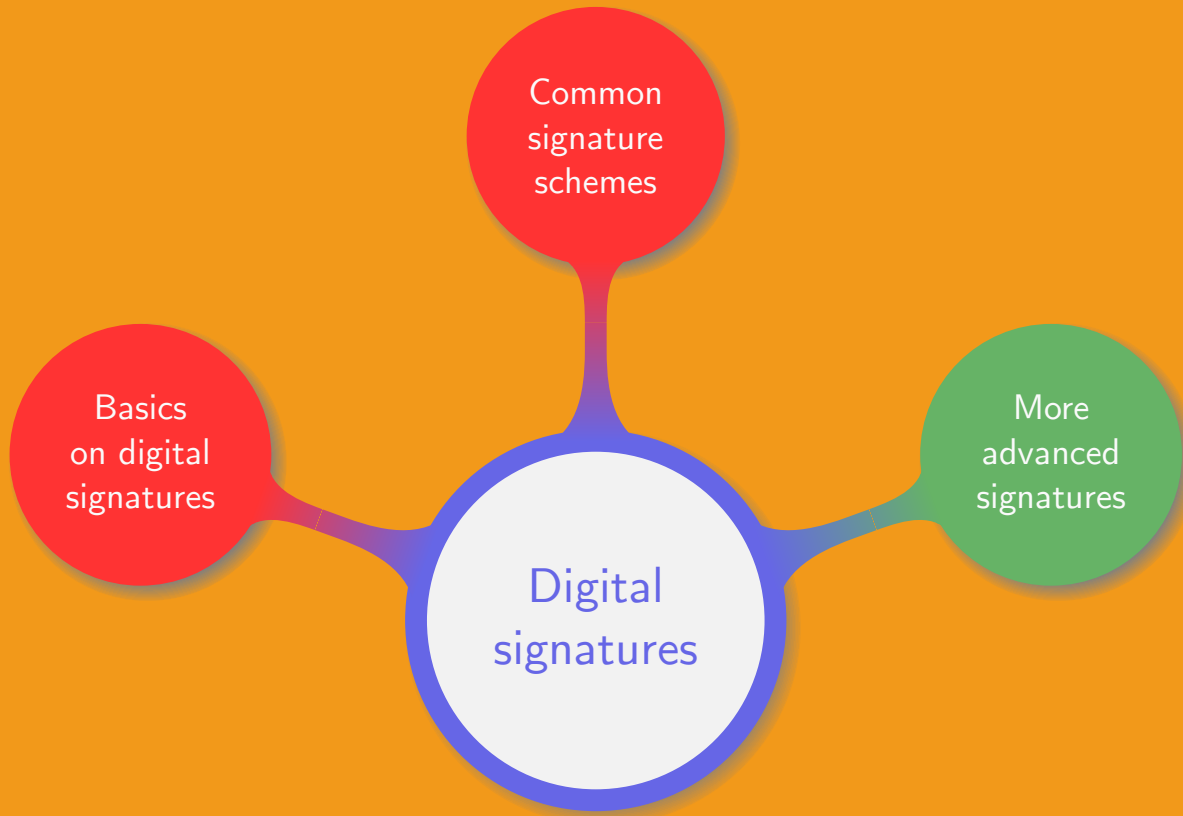 Common
signature
schemes
Basics
on digital
signatures
More
advanced
signatures
Digital
signatures